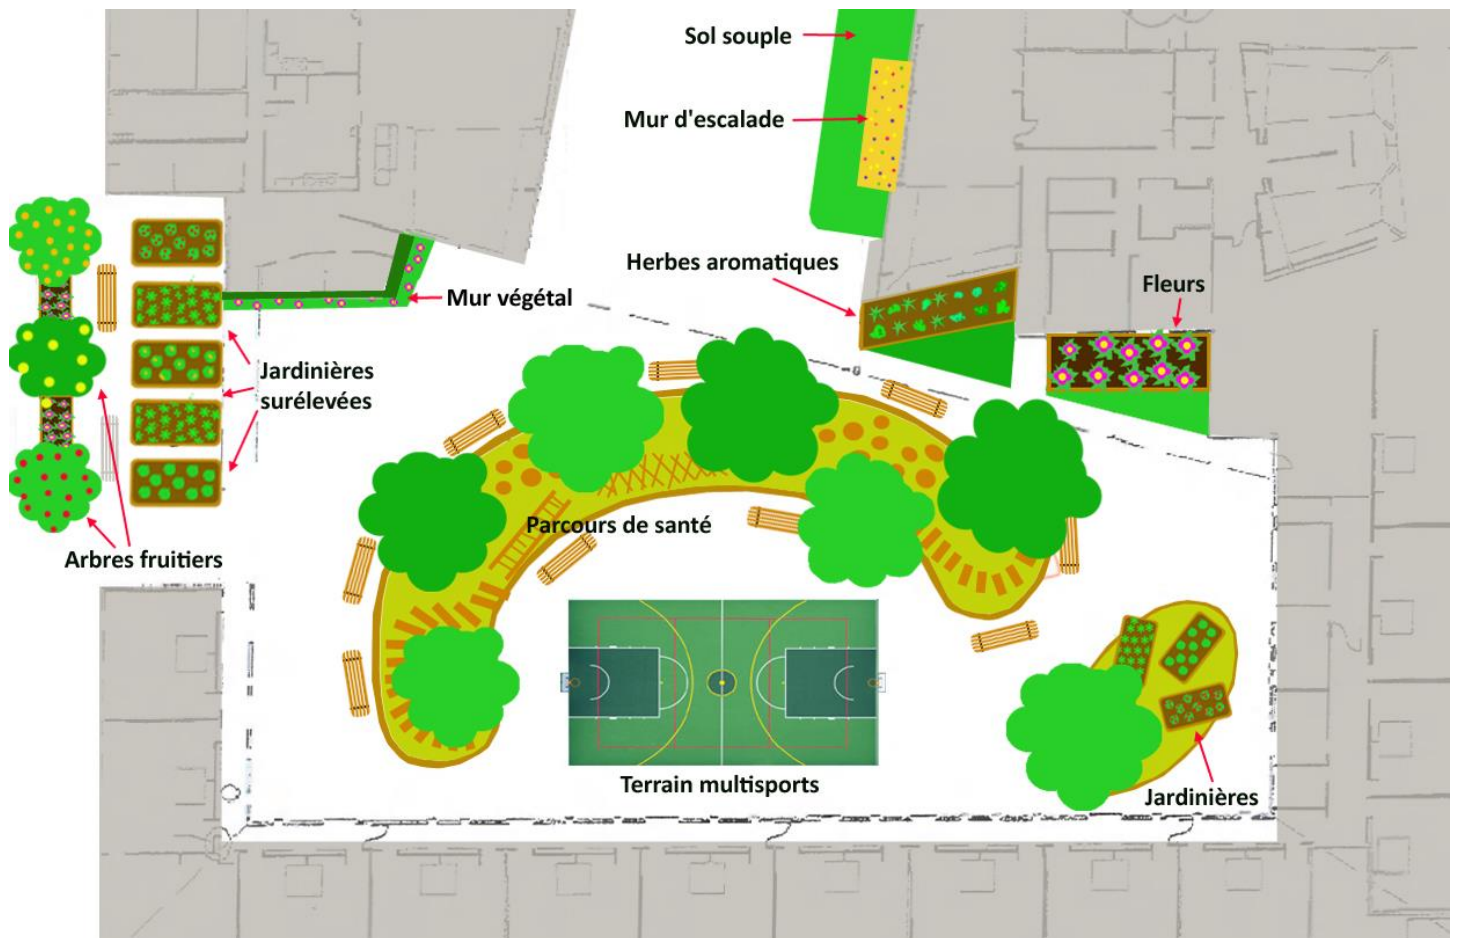 Sol souple
Mur d'escalade
Herbes aromatiques
Fleurs
Mur végétal
Jardinières
surélevées
Parcours de santé
Arbres fruitiers
Terrain multisports
Jardinières